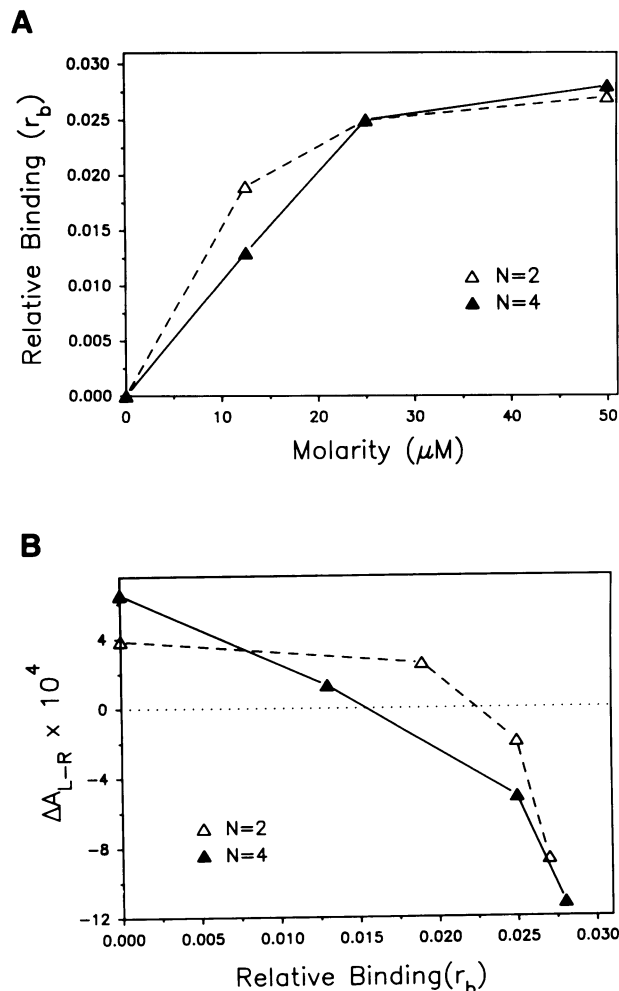 A
Relative Binding (rb)
0.030
0.025
0.020
0.015
0.010
0.005
0.000
N=2
N=4
0 10 20 30 40 50
Molarity (μM)
B
ΔAL−R x 10⁴
4
0
−4
−8
−12
N=2
N=4
0.000 0.005 0.010 0.015 0.020 0.025 0.030
Relative Binding(rb)